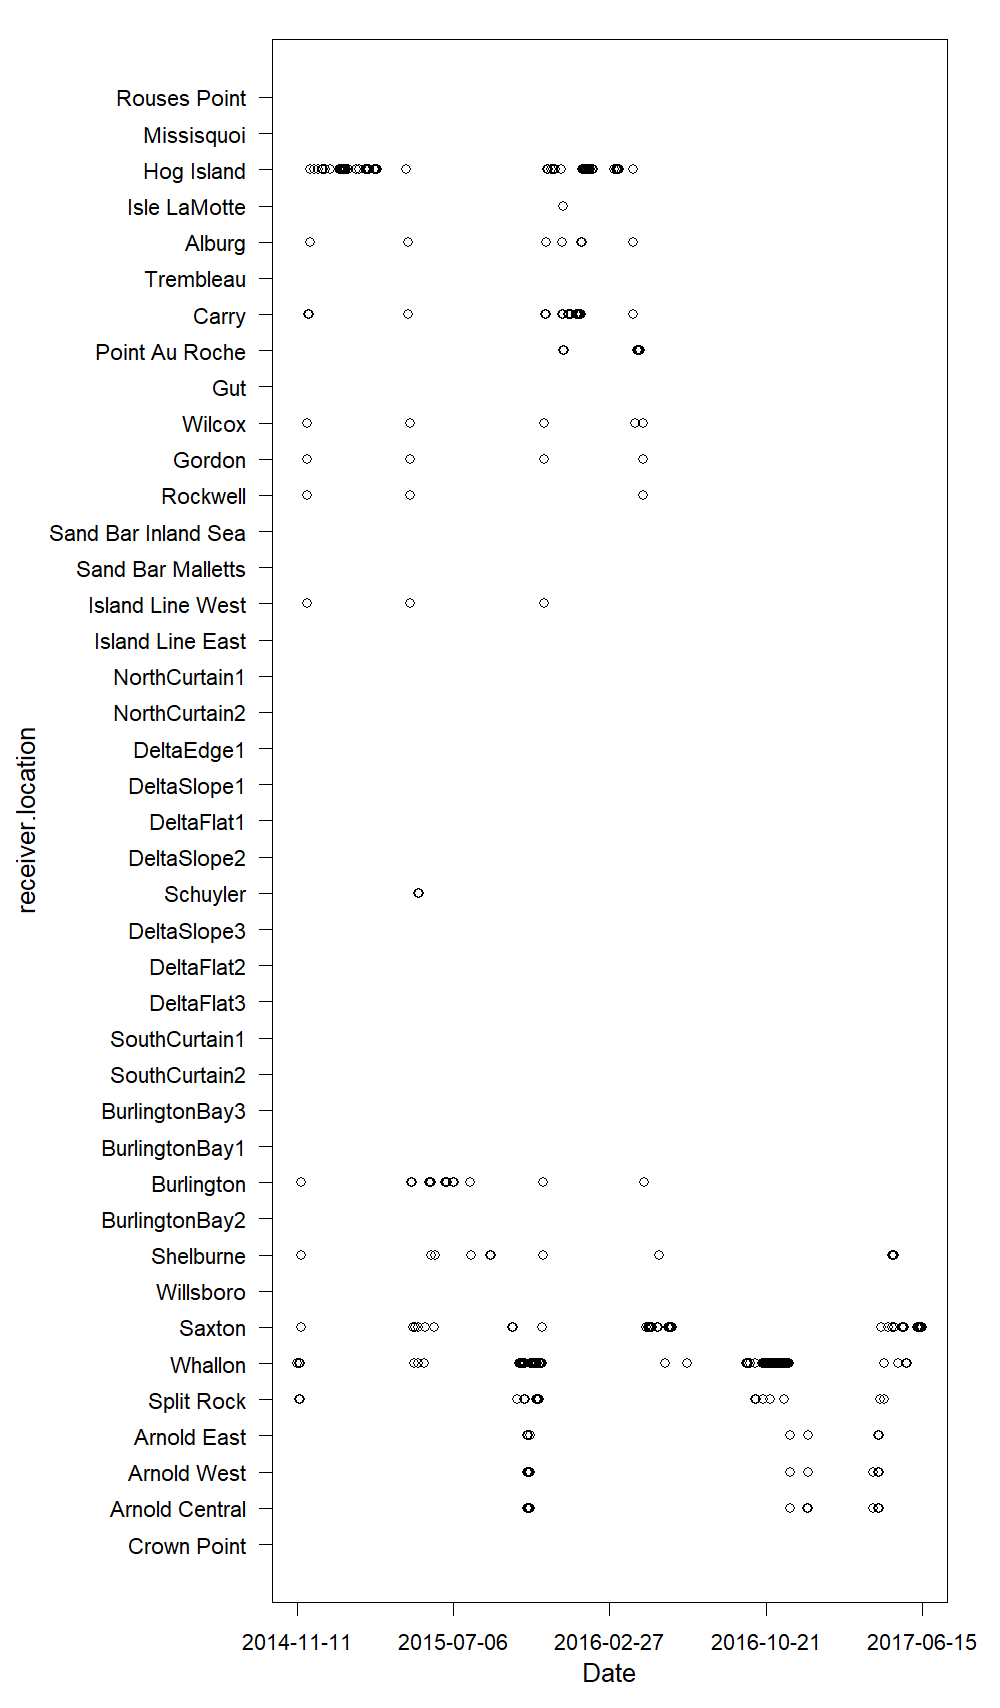 Rouses Point
Missisquoi
Hog Island
Isle LaMotte
Alburg
Trembleau
Carry
Point Au Roche
Gut
Wilcox
Gordon
Rockwell
Sand Bar Inland Sea
Sand Bar Malletts
Island Line West
Island Line East
NorthCurtain1
NorthCurtain2
DeltaEdge1
DeltaSlope1
DeltaFlat1
DeltaSlope2
Schuyler
DeltaSlope3
DeltaFlat2
DeltaFlat3
SouthCurtain1
SouthCurtain2
BurlingtonBay3
BurlingtonBay1
Burlington
BurlingtonBay2
Shelburne
Willsboro
Saxton
Whallon
Split Rock
Arnold East
Arnold West
Arnold Central
Crown Point
receiver.location
2014-11-11 2015-07-06 2016-02-27 2016-10-21 2017-06-15
Date